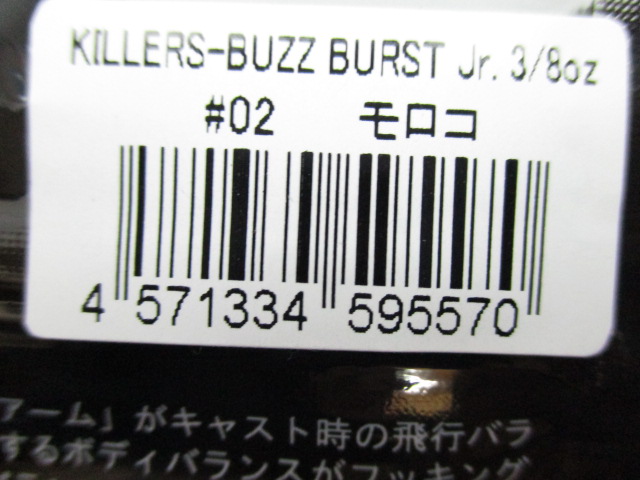 KILLERS-BUZZ BURST Jr. 3/8oz
#02 モロコ
4 571334 595570
アーム」がキャスト時の飛行バラ
するボディバランスがフッキング